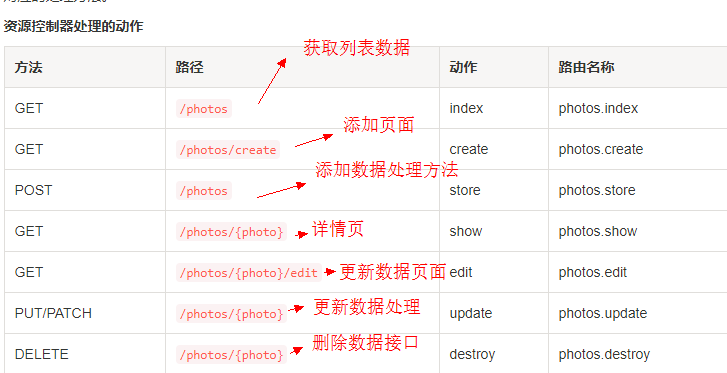 资源控制器处理的动作
获取列表数据
方法 路径 动作 路由名称
GET /photos index photos.index
添加页面
GET /photos/create create photos.create
添加数据处理方法
POST /photos store photos.store
GET /photos/{photo} 详情页 show photos.show
GET /photos/{photo}/edit 更新数据页面 edit photos.edit
PUT/PATCH /photos/{photo} 更新数据处理 update photos.update
DELETE /photos/{photo} 删除数据接口 destroy photos.destroy